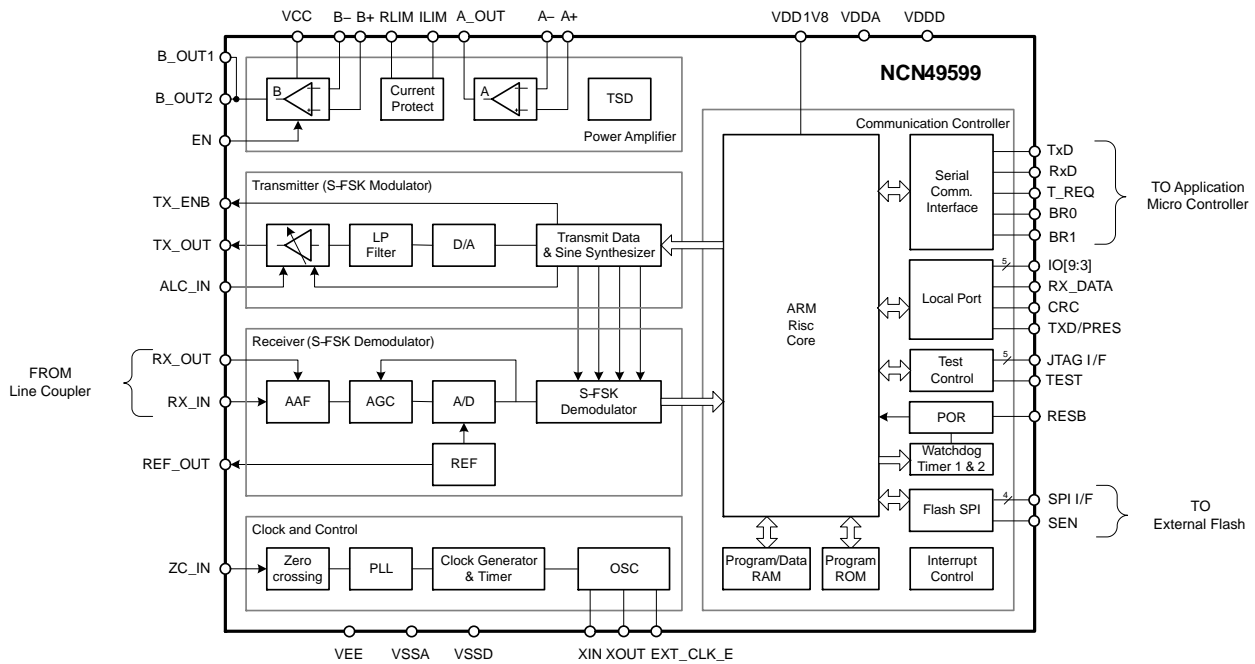 VCC B− B+ RLIM ILIM A_OUT A− A+ VDD1V8 VDDA VDDD
B_OUT1
B_OUT2
EN
B
Current
Protect
A
TSD
Power Amplifier
NCN49599
Communication Controller
Transmitter (S−FSK Modulator)
TX_ENB
TX_OUT
ALC_IN
LP
Filter
D/A
Transmit Data
& Sine Synthesizer
Receiver (S−FSK Demodulator)
FROM
Line Coupler
RX_OUT
RX_IN
REF_OUT
AAF
AGC
A/D
S−FSK
Demodulator
REF
Clock and Control
ZC_IN
Zero
crossing
PLL
Clock Generator
& Timer
OSC
ARM
Risc
Core
Serial
Comm.
Interface
TxD
RxD
T_REQ
BR0
BR1
TO Application
Micro Controller
Local Port
5
IO[9:3]
RX_DATA
CRC
TXD/PRES
Test
Control
5
JTAG I/F
TEST
POR
RESB
Watchdog
Timer 1 & 2
Flash SPI
4
SPI I/F
SEN
TO
External Flash
Program/Data
RAM
Program
ROM
Interrupt
Control
VEE VSSA VSSD XIN XOUT EXT_CLK_E